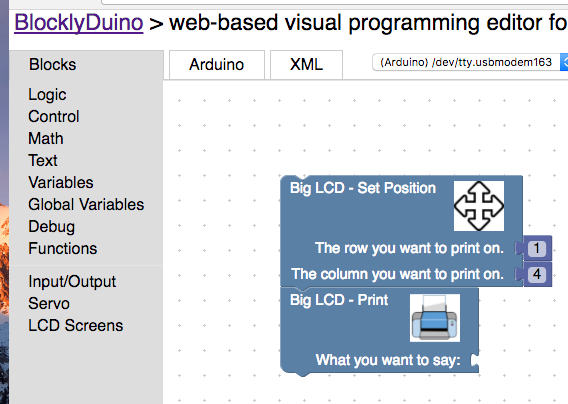 BlocklyDuino > web-based visual programming editor fo
Blocks
Arduino
XML
(Arduino) /dev/tty.usbmodem163
Logic
Control
Math
Text
Variables
Global Variables
Debug
Functions
Input/Output
Servo
LCD Screens
Big LCD - Set Position
The row you want to print on. 1
The column you want to print on. 4
Big LCD - Print
What you want to say: